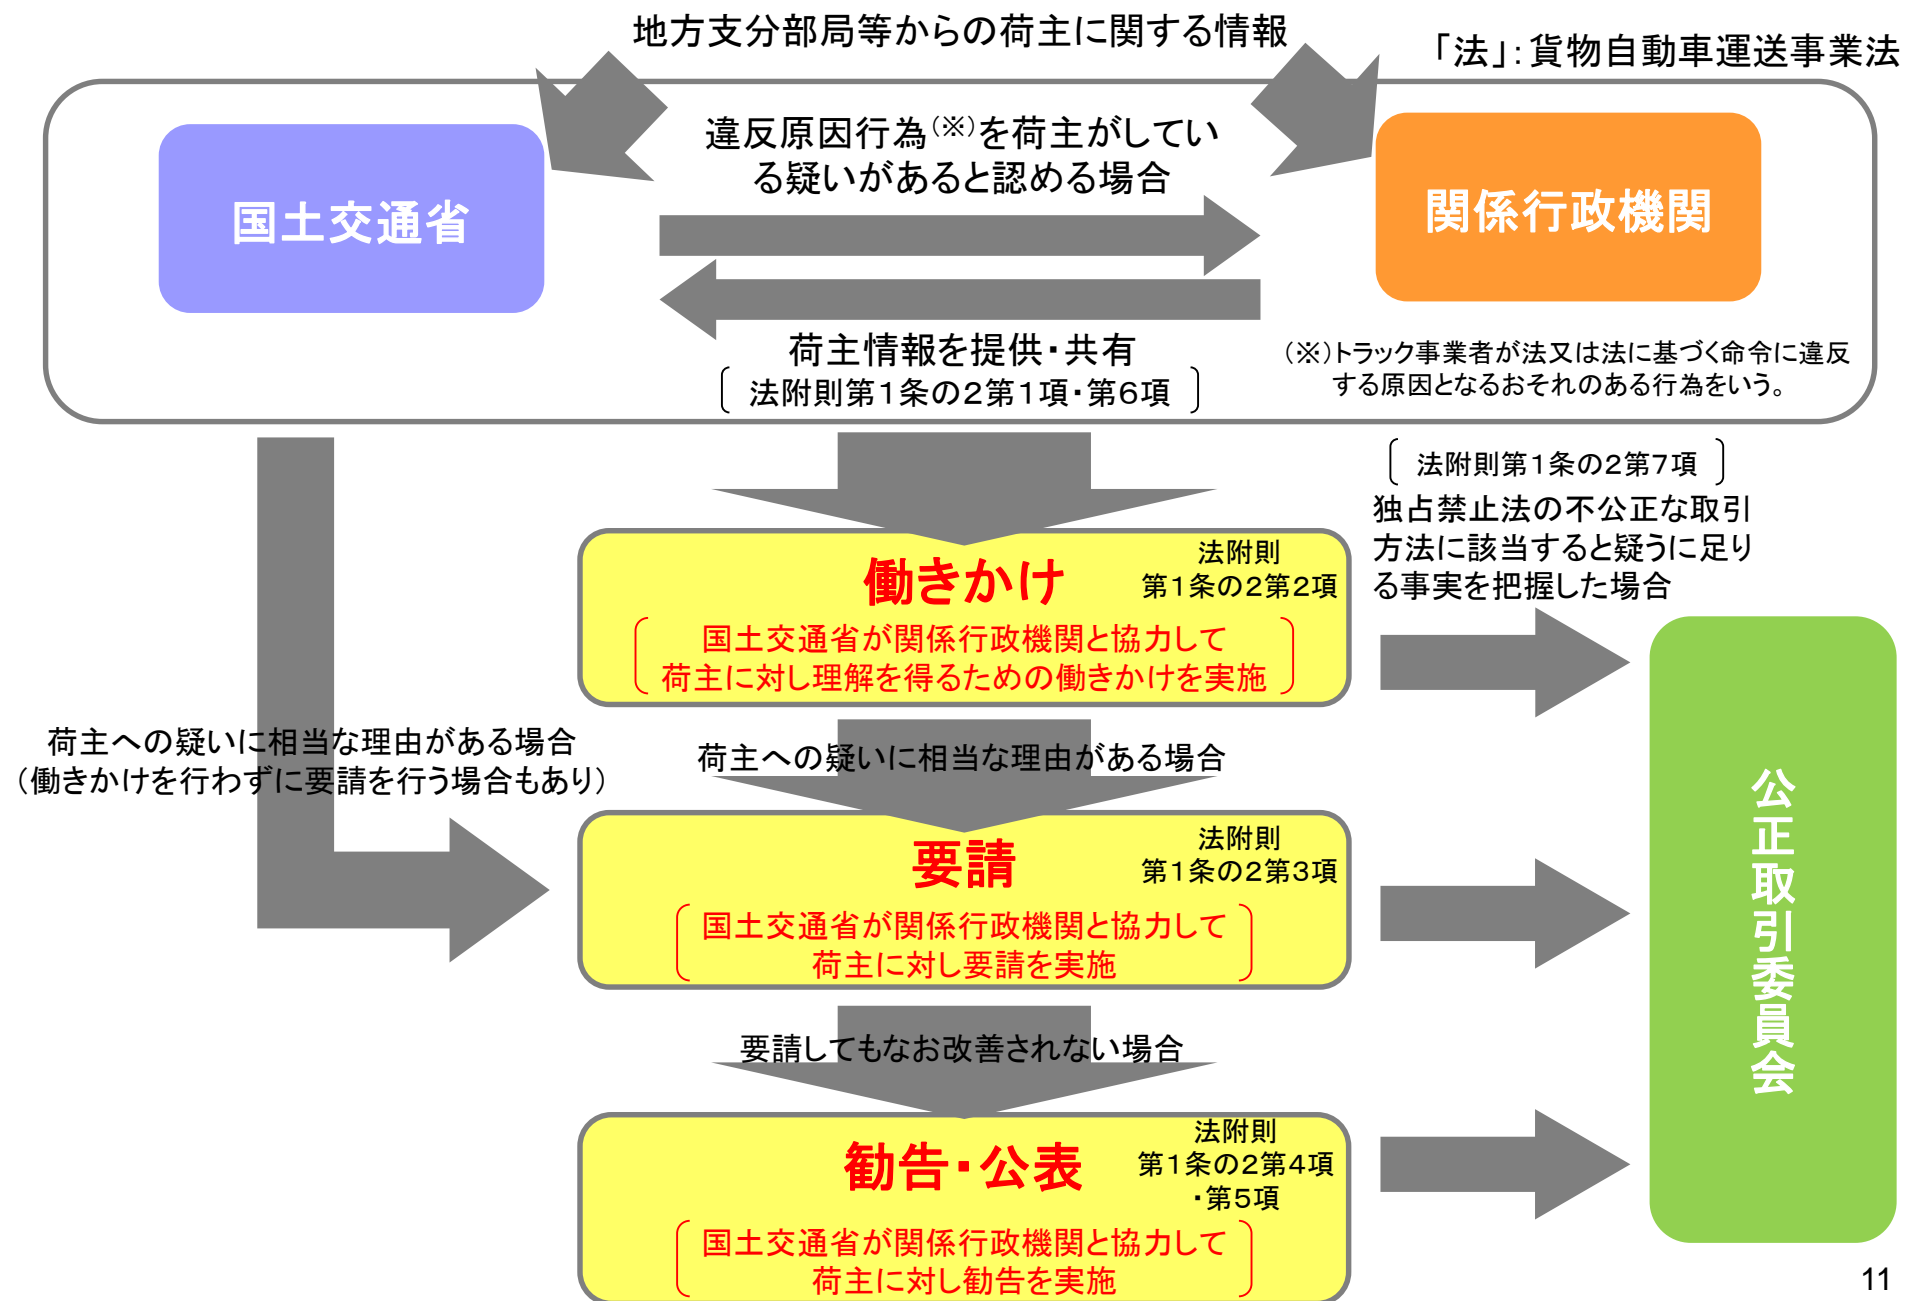 地方支分部局等からの荷主に関する情報
「法」：貨物自動車運送事業法
違反原因行為(※)を荷主がしてい
る疑いがあると認める場合
国土交通省
関係行政機関
荷主情報を提供・共有
法附則第１条の２第１項・第６項
(※)トラック事業者が法又は法に基づく命令に違反
する原因となるおそれのある行為をいう。
法附則第１条の２第７項
独占禁止法の不公正な取引
方法に該当すると疑うに足り
る事実を把握した場合
働きかけ
法附則
第１条の２第２項
国土交通省が関係行政機関と協力して
荷主に対し理解を得るための働きかけを実施
荷主への疑いに相当な理由がある場合
（働きかけを行わずに要請を行う場合もあり）
荷主への疑いに相当な理由がある場合
要請
法附則
第１条の２第３項
国土交通省が関係行政機関と協力して
荷主に対し要請を実施
公正取引委員会
要請してもなお改善されない場合
勧告・公表
法附則
第１条の２第４項
・第５項
国土交通省が関係行政機関と協力して
荷主に対し勧告を実施
11